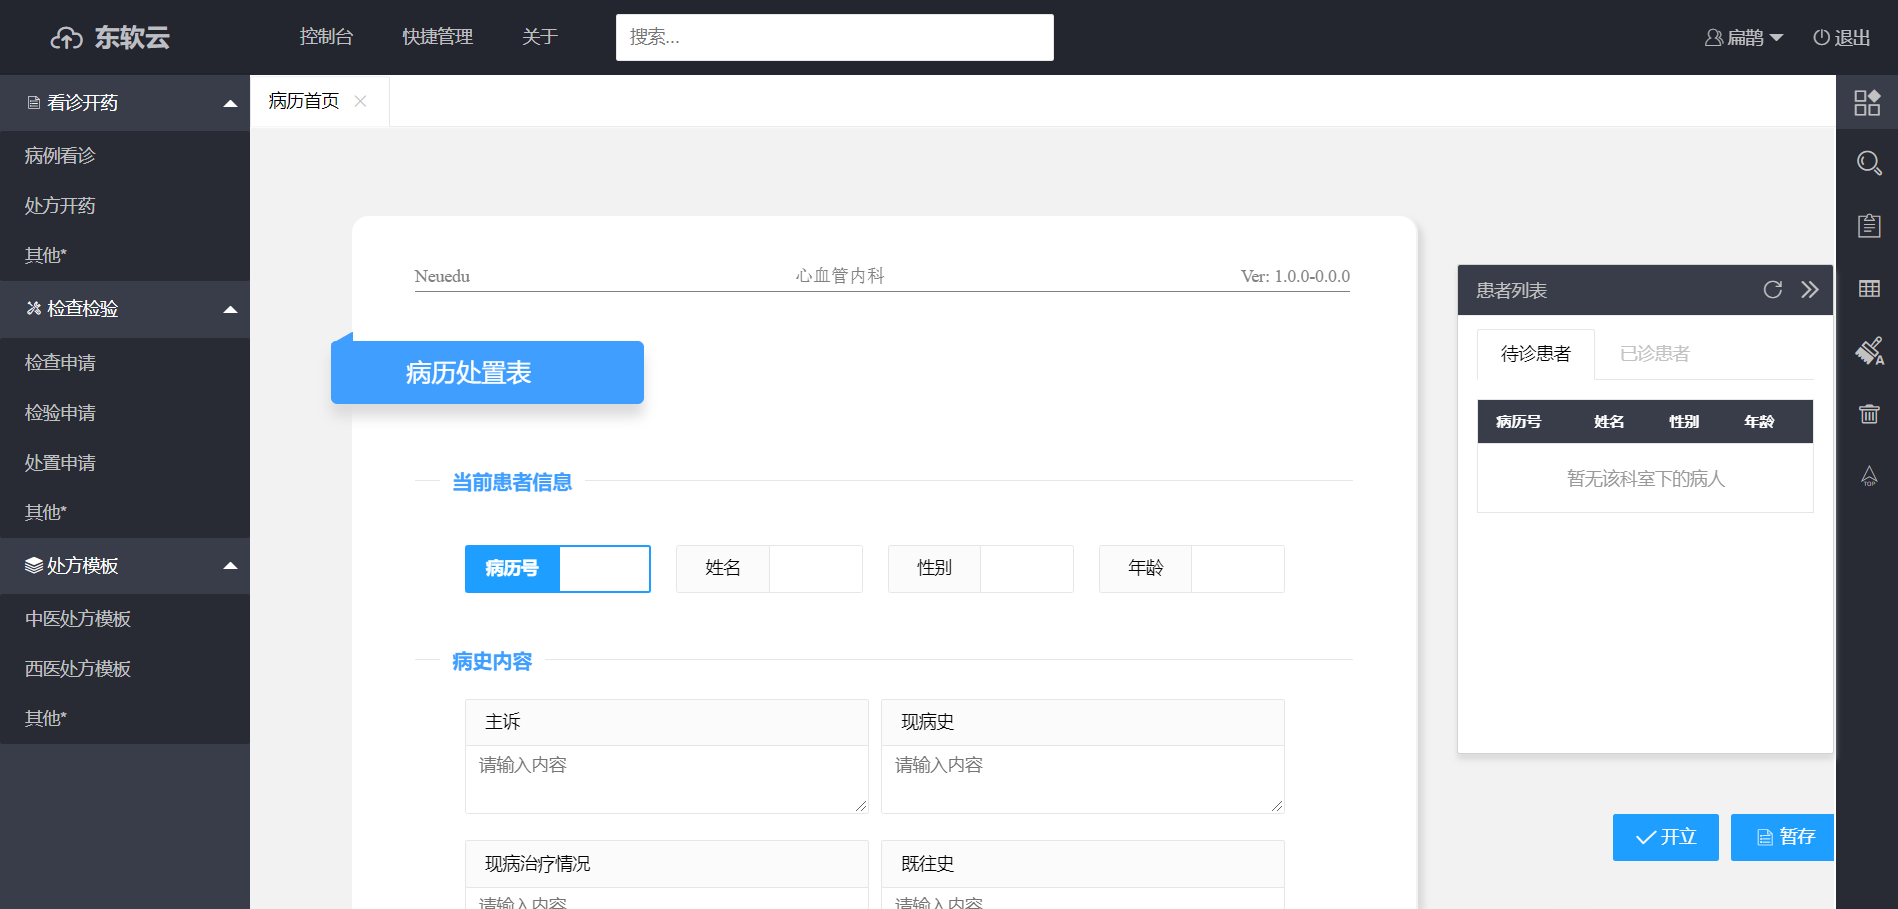 东软云
控制台
快捷管理
关于
搜索...
扁鹊
退出
看诊开药
病例看诊
处方开药
其他*
检查检验
检查申请
检验申请
处置申请
其他*
处方模板
中医处方模板
西医处方模板
其他*
病历首页
Neuedu 心血管内科 Ver: 1.0.0-0.0.0
病历处置表
当前患者信息
病历号 姓名 性别 年龄
病史内容
主诉 现病史
请输入内容 请输入内容
现病治疗情况 既往史
请输入内容 请输入内容
患者列表
待诊患者 已诊患者
病历号 姓名 性别 年龄
暂无该科室下的病人
开立 暂存
A
TOP